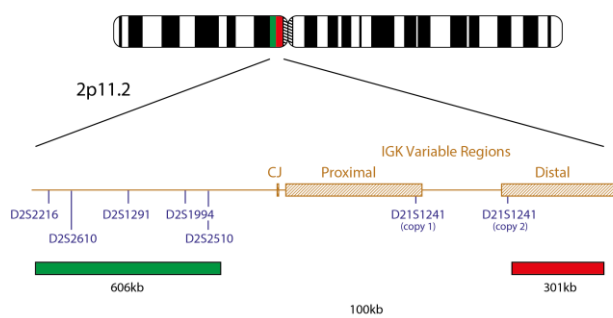 2p11.2
IGK Variable Regions
CJ
Proximal
Distal
D2S2216
D2S1291
D2S1994
D21S1241
D21S1241
(copy 1)
(copy 2)
D2S2610
D2S2510
606kb
301kb
100kb